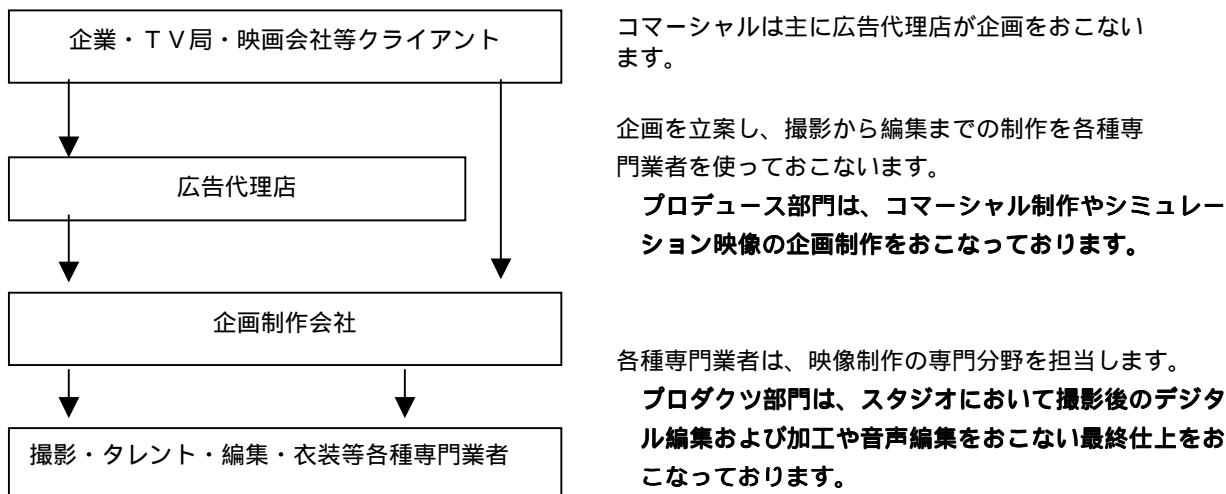 企業・ＴＶ局・映画会社等クライアント
コマーシャルは主に広告代理店が企画をおこない
ます。
広告代理店
企画を立案し、撮影から編集までの制作を各種専
門業者を使っておこないます。
プロデュース部門は、コマーシャル制作やシミュレー
ション映像の企画制作をおこなっております。
企画制作会社
各種専門業者は、映像制作の専門分野を担当します。
プロダクツ部門は、スタジオにおいて撮影後のデジタ
ル編集および加工や音声編集をおこない最終仕上をお
こなっております。
撮影・タレント・編集・衣装等各種専門業者